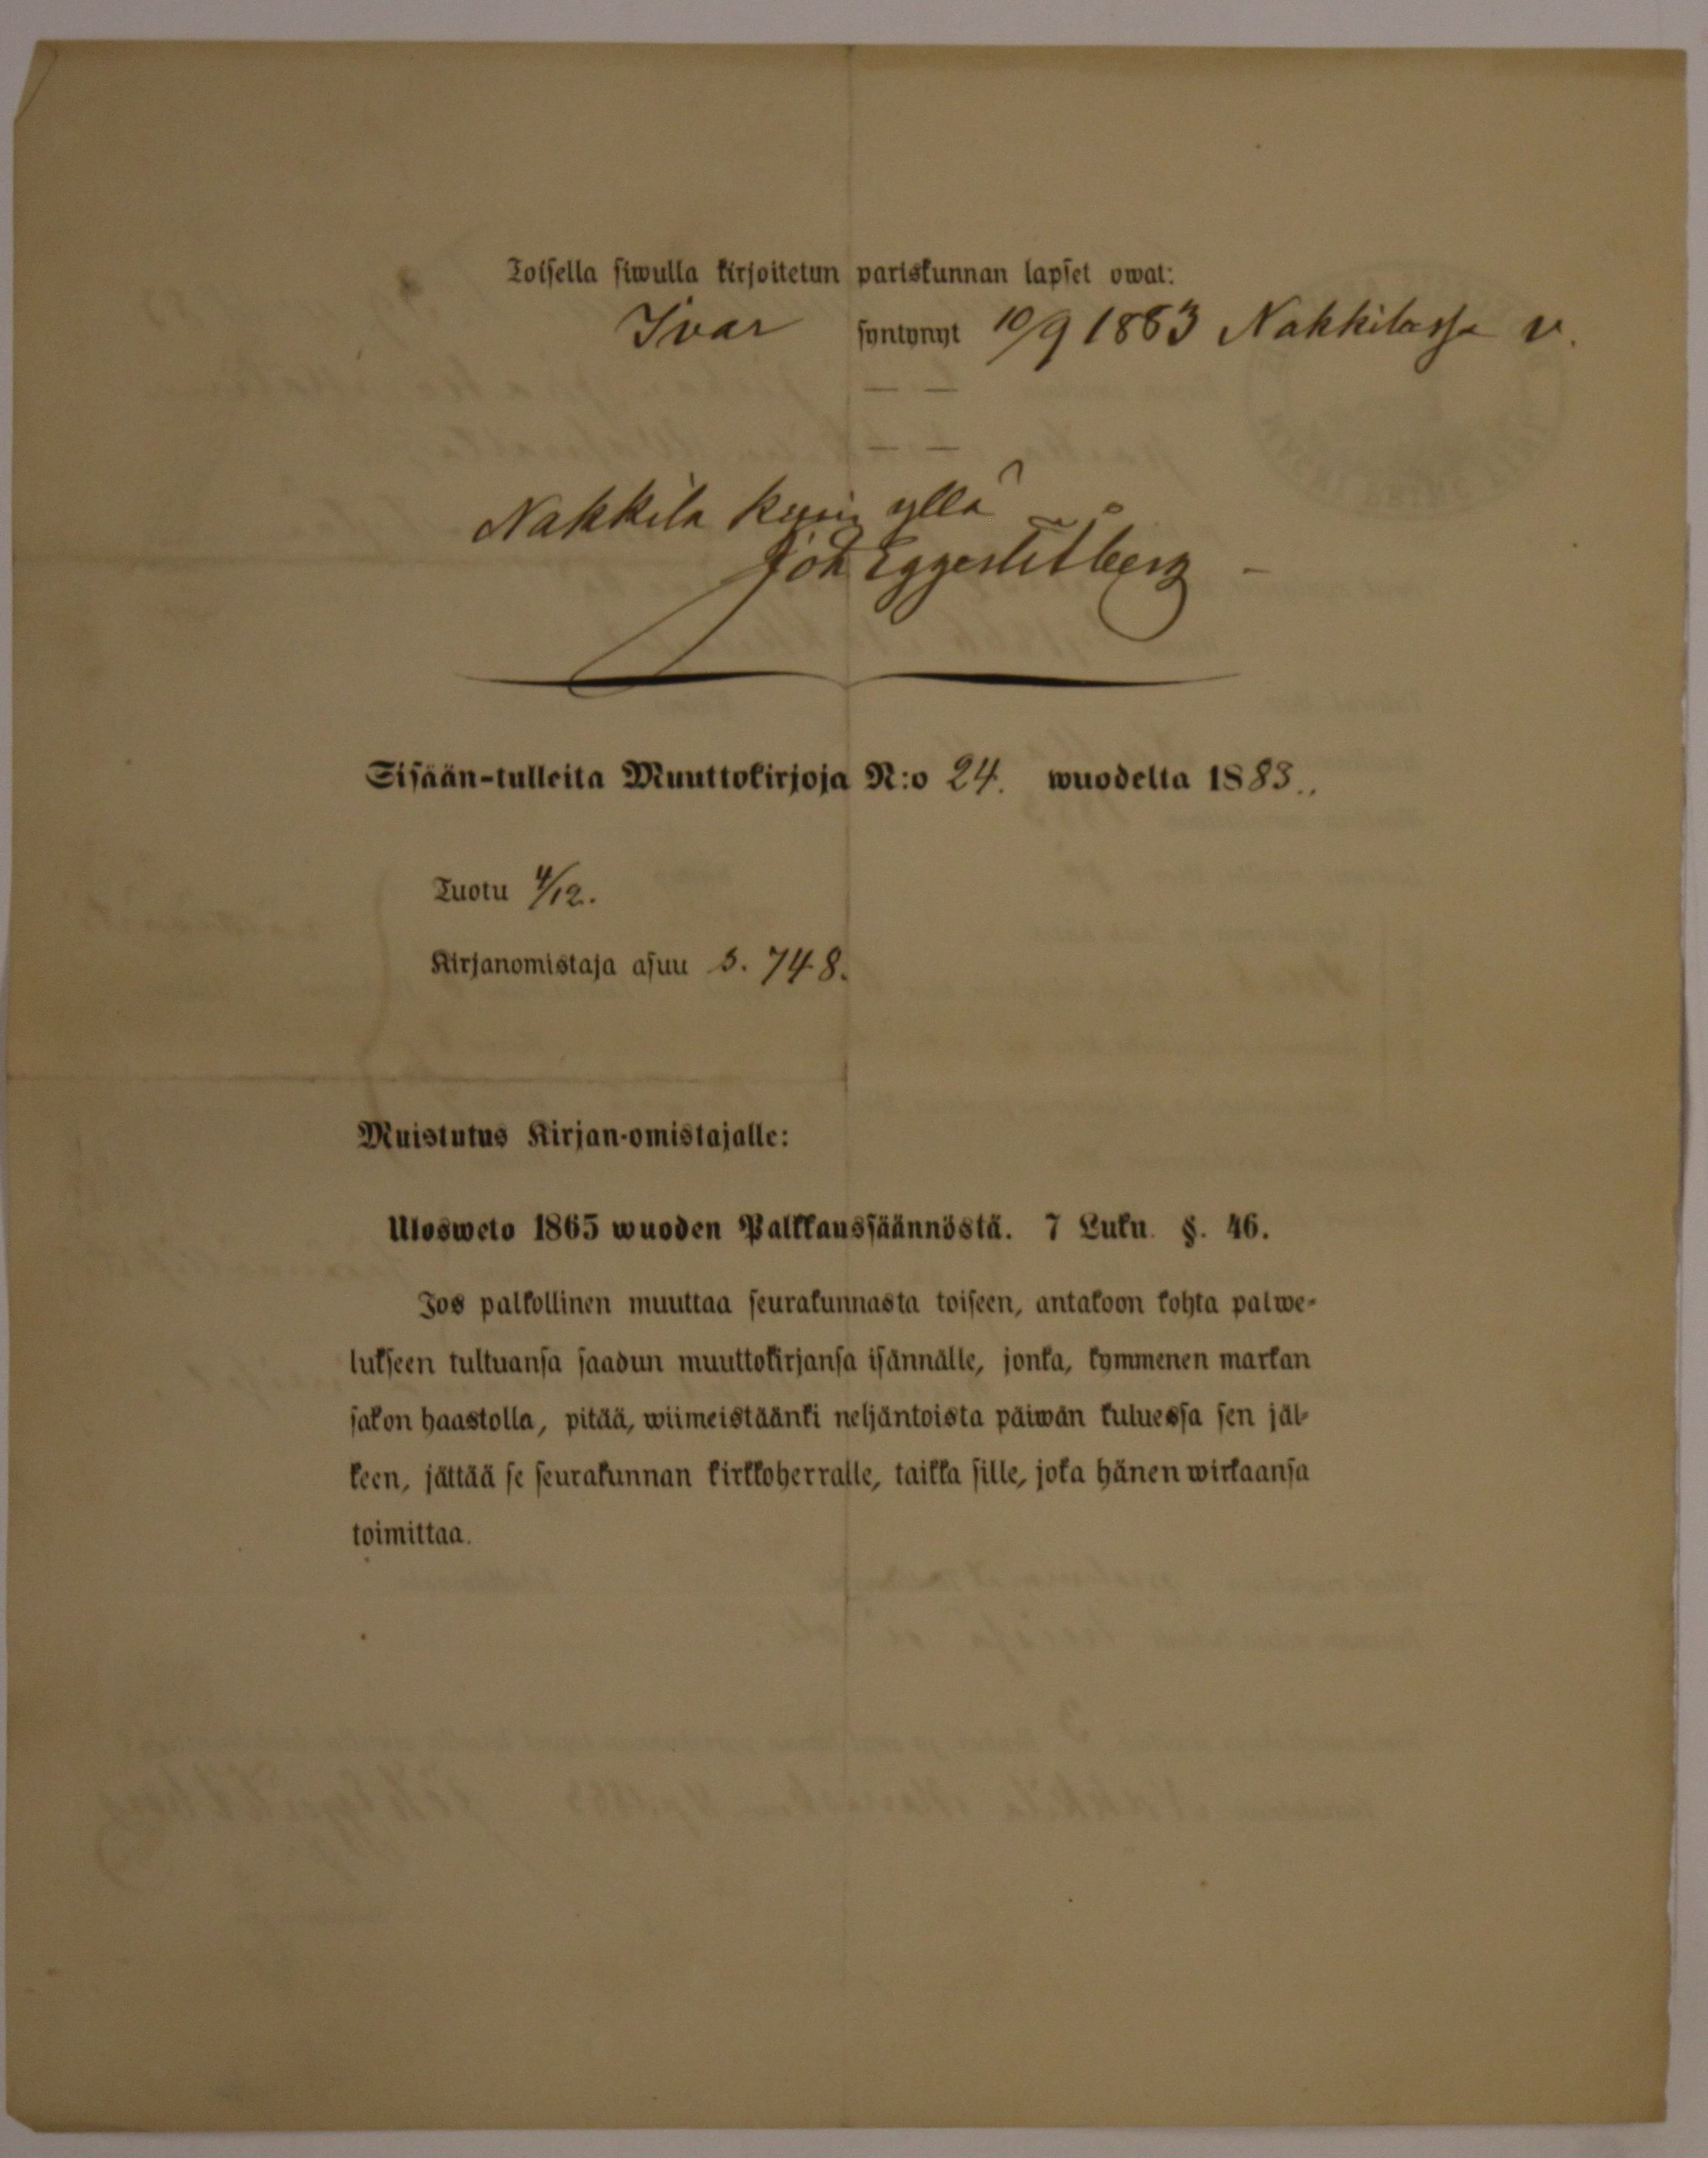 Toisella siwulla kirjoitetun pariskunnan lapset owat:
Ivar syntynyt 10/9 1883 Nakkilassa v.
— —
— —
Nakkila kuin yllä
Joh Eggertsberg
Sisään-tulleita Muuttokirjoja N:o 24. wuodelta 1883.
Tuotu 4/12.
Kirjanomistaja asuu s. 748.
Muistutus Kirjan-omistajalle:
Ulosweto 1865 wuoden Palkkaussäännöstä. 7 Luku. §. 46.
Jos palkollinen muuttaa seurakunnasta toiseen, antakoon kohta palwe-
lukseen tultuansa saadun muuttokirjansa isännälle, jonka, kymmenen markan
sakon haastolla, pitää, wiimeistäänki neljäntoista päiwän kuluessa sen jäl-
keen, jättää se seurakunnan kirkkoherralle, taikka sille, joka hänen wirkaansa
toimittaa.